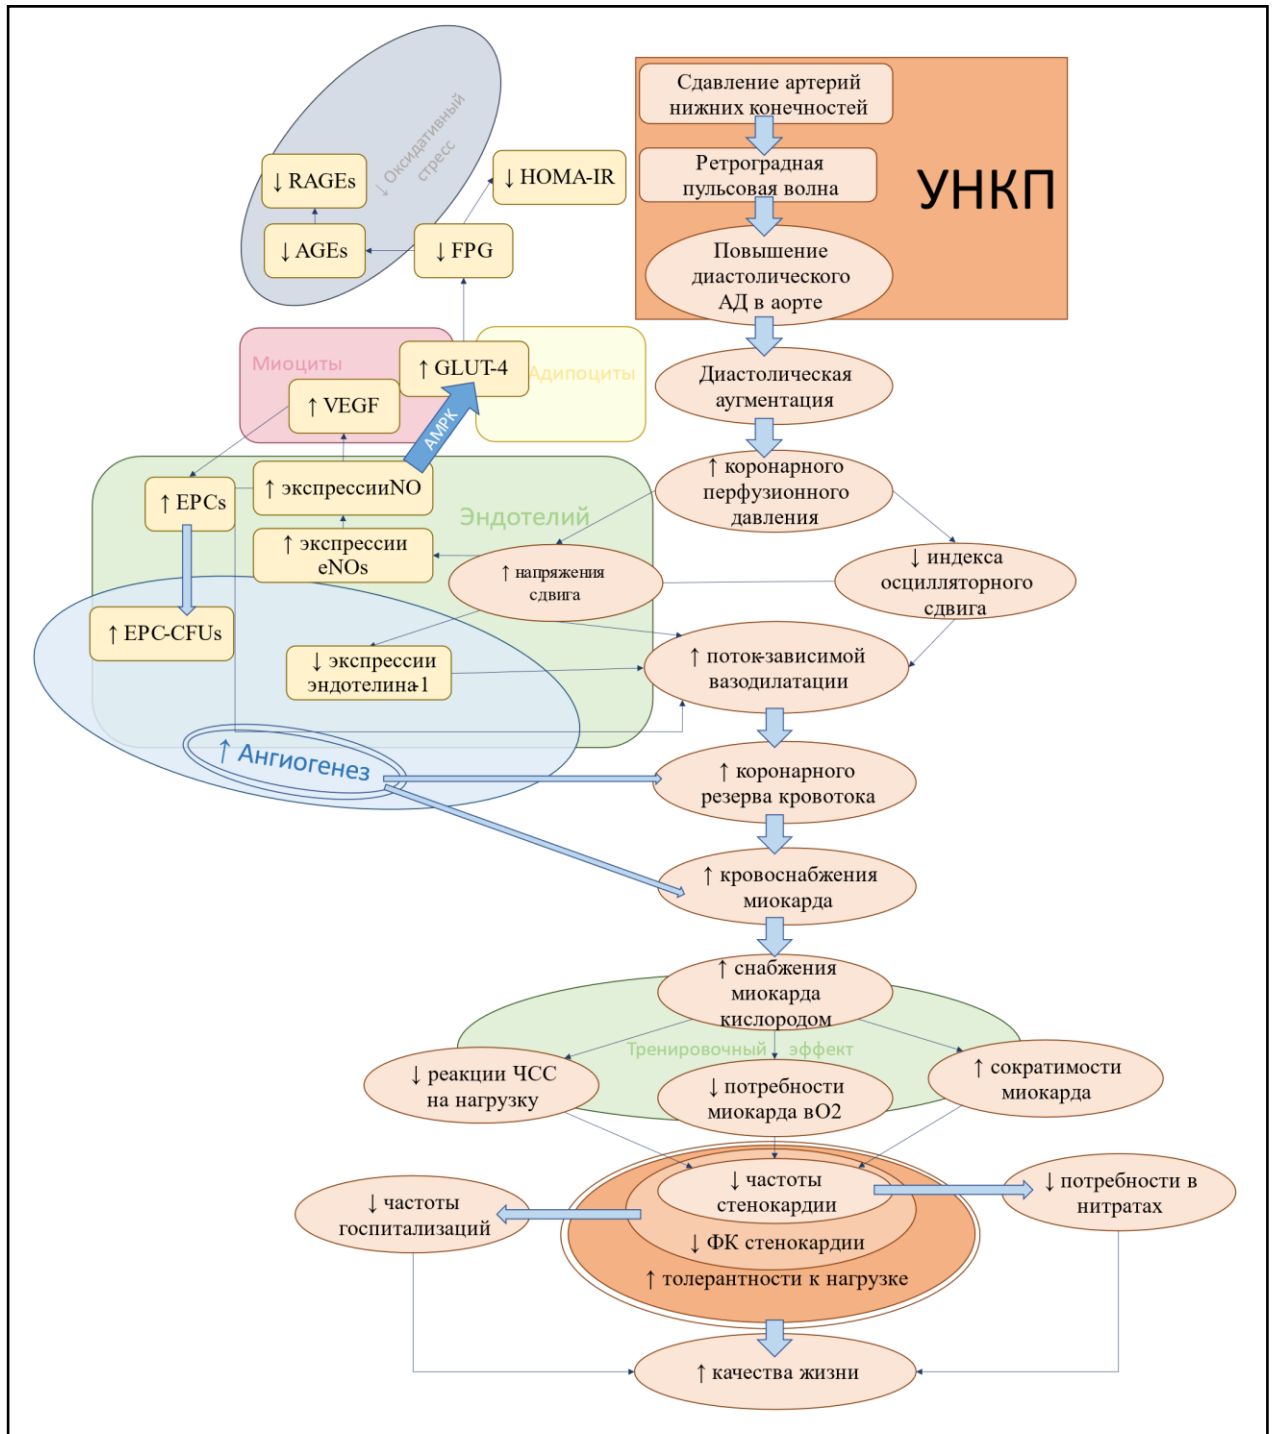 Сдавление артерий
нижних конечностей
Ретроградная
пульсовая волна
УНКП
Повышение
диастолического
АД в аорте
↓ Оксидативный
стресс
↓ RAGEs
↓ HOMA-IR
↓ AGEs
↓ FPG
Миоциты
↑ GLUT-4
Адипоциты
↑ VEGF
АМРК
Диастолическая
аугментация
↑ коронарного
перфузионного
давления
↑ EPCs
↑ экспрессииNO
Эндотелий
↑ экспрессии
eNOs
↑ напряжения
сдвига
↓ индекса
осцилляторного
сдвига
↑ EPC-CFUs
↓ экспрессии
эндотелина-1
↑ поток-зависимой
вазодилатации
↑ Ангиогенез
↑ коронарного
резерва кровотока
↑ кровоснабжения
миокарда
↑ снабжения
миокарда
кислородом
Тренировочный эффект
↓ реакции ЧСС
на нагрузку
↓ потребности
миокарда вО2
↑ сократимости
миокарда
↓ частоты
стенокардии
↓ потребности в
нитратах
↓ частоты
госпитализаций
↓ ФК стенокардии
↑ толерантности к нагрузке
↑ качества жизни